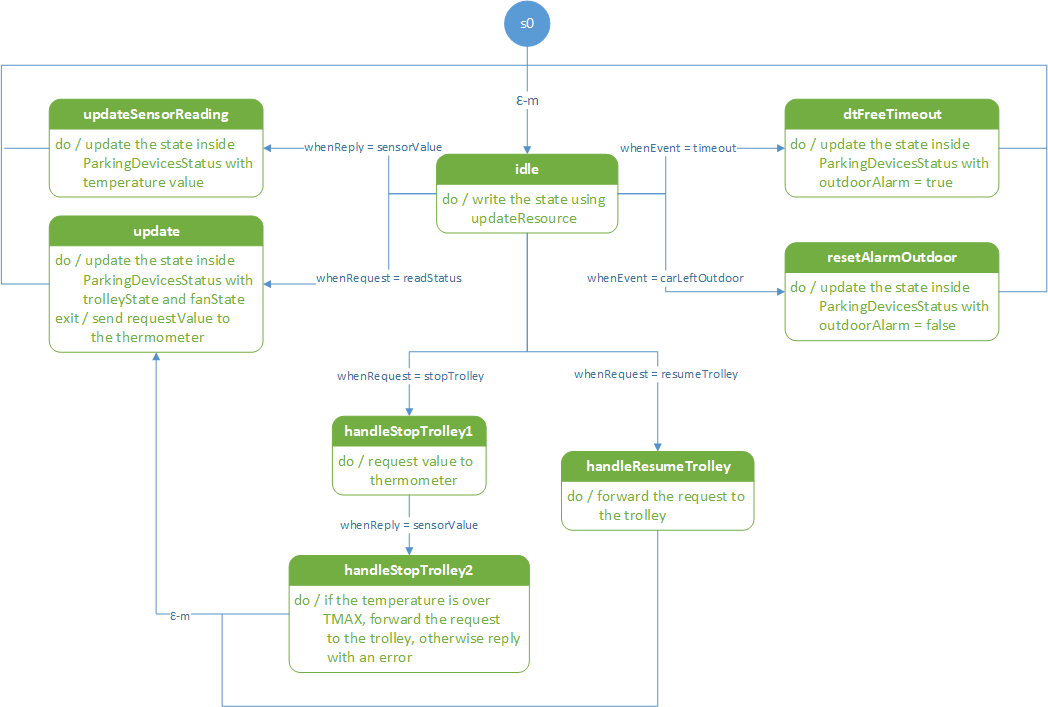 s0
Ɛ-m
updateSensorReading
do / update the state inside
ParkingDevicesStatus with
temperature value
whenReply = sensorValue
idle
do / write the state using
updateResource
whenEvent = timeout
dtFreeTimeout
do / update the state inside
ParkingDevicesStatus with
outdoorAlarm = true
update
do / update the state inside
ParkingDevicesStatus with
trolleyState and fanState
exit / send requestValue to
the thermometer
whenRequest = readStatus
whenEvent = carLeftOutdoor
resetAlarmOutdoor
do / update the state inside
ParkingDevicesStatus with
outdoorAlarm = false
whenRequest = stopTrolley
whenRequest = resumeTrolley
handleStopTrolley1
do / request value to
thermometer
handleResumeTrolley
do / forward the request to
the trolley
whenReply = sensorValue
handleStopTrolley2
do / if the temperature is over
TMAX, forward the request
to the trolley, otherwise reply
with an error
Ɛ-m